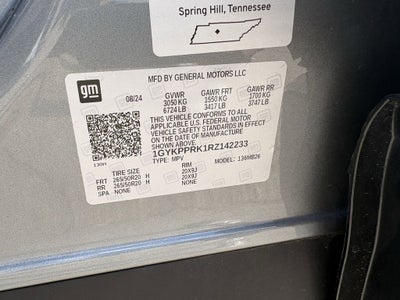 Spring Hill, Tennessee
gm
MFD BY GENERAL MOTORS LLC
08/24 GVWR GAWR FRT GAWR RR
3050 KG 1550 KG 1700 KG
6724 LB 3417 LB 3747 LB
THIS VEHICLE CONFORMS TO ALL
APPLICABLE U.S. FEDERAL MOTOR
VEHICLE SAFETY STANDARDS IN EFFECT
ON THE DATE OF MANUFACTURE
SHOWN ABOVE.
1GYKPPRK1RZ142233
TYPE: MPV MODEL: 136MB26
TIRE SIZE RIM
FRT 265/50R20 H 20X9J
RR 265/50R20 H 20X9J
SPA NONE NONE